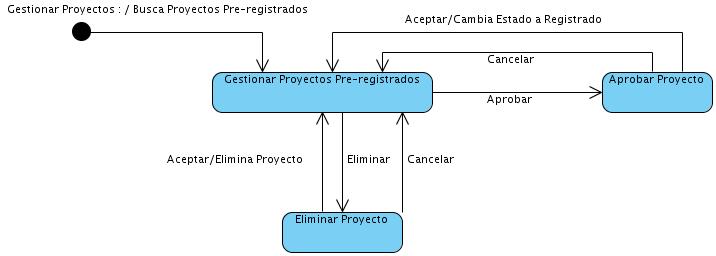 Gestionar Proyectos : / Busca Proyectos Pre-registrados
Aceptar/Cambia Estado a Registrado
Cancelar
Gestionar Proyectos Pre-registrados
Aprobar Proyecto
Aprobar
Aceptar/Elimina Proyecto
Eliminar
Cancelar
Eliminar Proyecto